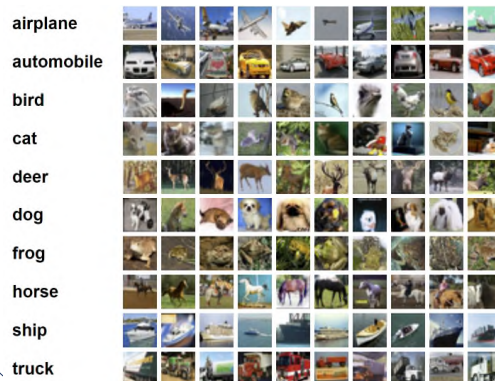 airplane
automobile
bird
cat
deer
dog
frog
horse
ship
truck